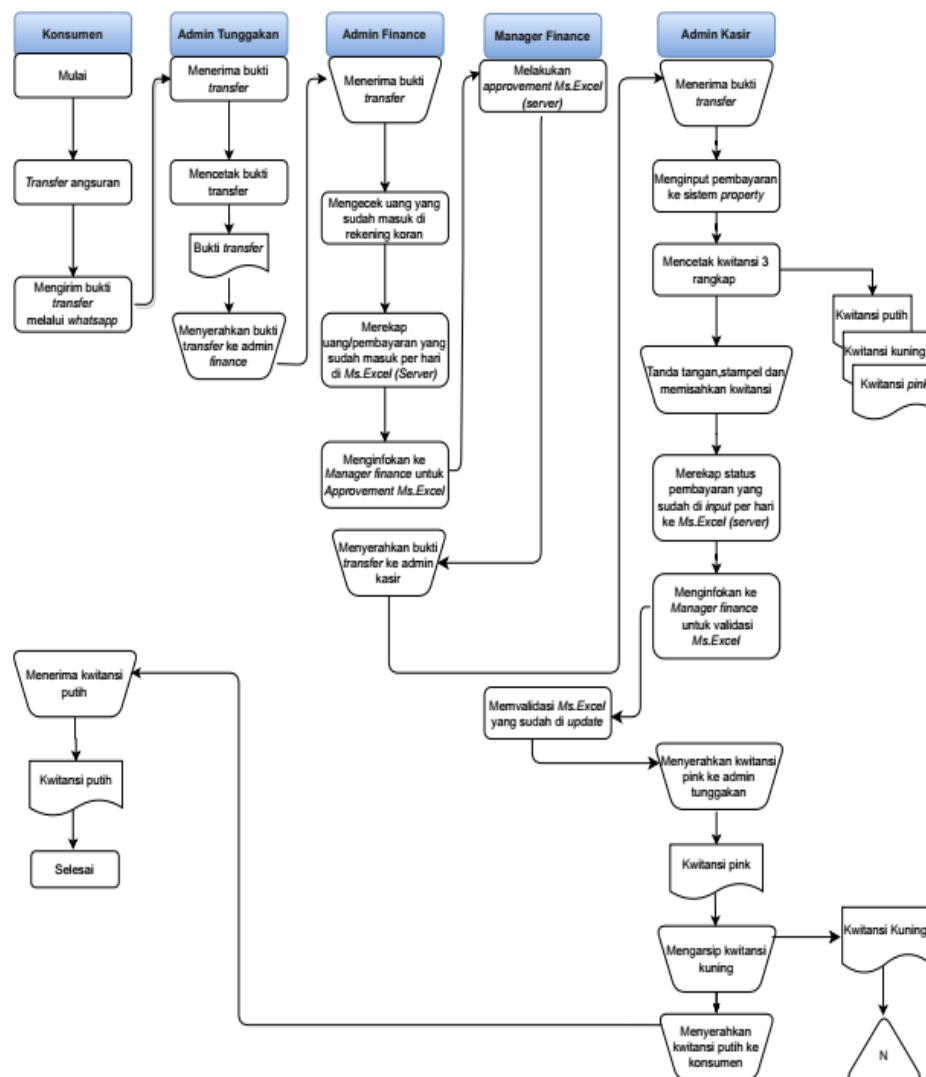 Konsumen
Admin Tunggakan
Admin Finance
Manager Finance
Admin Kasir
Mulai
Transfer angsuran
Mengirim bukti
transfer
melalui whatsapp
Menerima bukti
transfer
Mencetak bukti
transfer
Bukti transfer
Menyerahkan bukti
transfer ke admin
finance
Menerima bukti
transfer
Mengecek uang yang
sudah masuk di
rekening koran
Merekap
uang/pembayaran yang
sudah masuk per hari
di Ms.Excel (Server)
Menginfokan ke
Manager finance untuk
Approvement Ms.Excel
Melakukan
approvement Ms.Excel
(server)
Menyerahkan bukti
transfer ke admin
kasir
Menerima bukti
transfer
Menginput pembayaran
ke sistem property
Mencetak kwitansi 3
rangkap
Kwitansi putih
Kwitansi kuning
Kwitansi pink
Tanda tangan,stampel dan
memisahkan kwitansi
Merekap status
pembayaran yang
sudah di input per hari
ke Ms.Excel (server)
Menginfokan ke
Manager finance
untuk validasi
Ms.Excel
Memvalidasi Ms.Excel
yang sudah di update
Menyerahkan kwitansi
pink ke admin
tunggakan
Kwitansi pink
Mengarsip kwitansi
kuning
Kwitansi Kuning
N
Menyerahkan
kwitansi putih ke
konsumen
Menerima kwitansi
putih
Kwitansi putih
Selesai